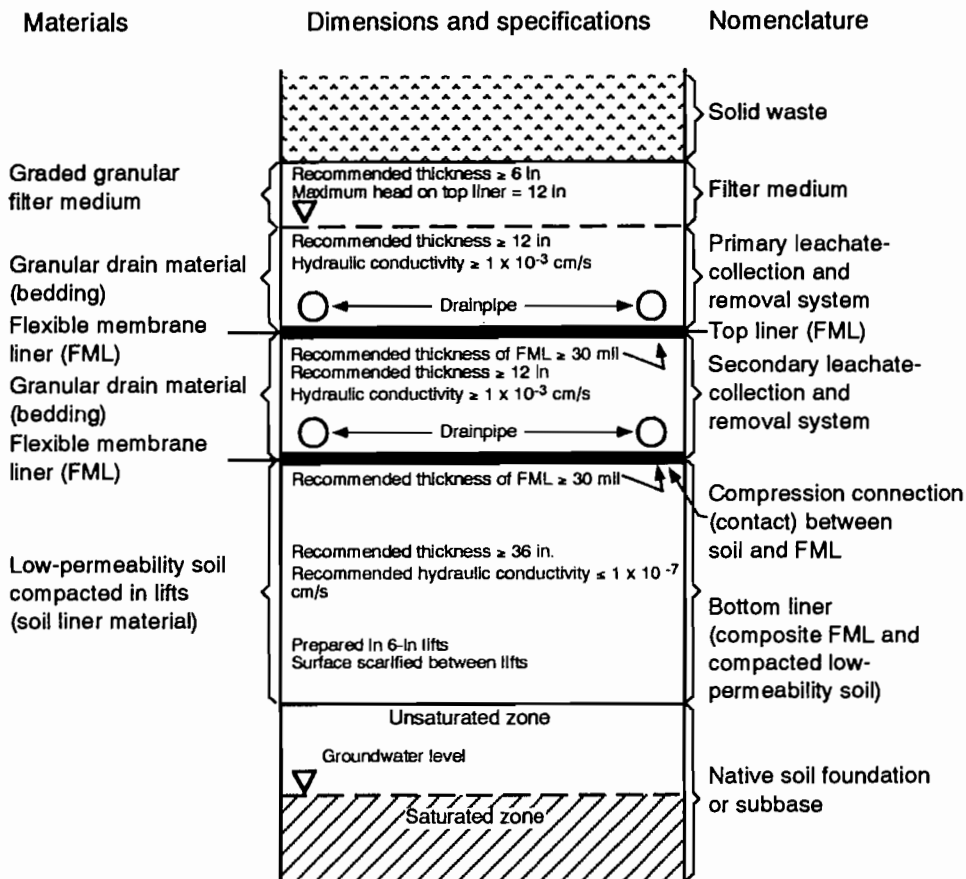 Materials
Dimensions and specifications
Nomenclature
Solid waste
Graded granular
filter medium
Recommended thickness ≥ 6 in
Maximum head on top liner = 12 in
Filter medium
Granular drain material
(bedding)
Recommended thickness ≥ 12 in
Hydraulic conductivity ≥ 1 x 10⁻³ cm/s
Drainpipe
Primary leachate-
collection and
removal system
Flexible membrane
liner (FML)
Top liner (FML)
Granular drain material
(bedding)
Recommended thickness of FML ≥ 30 mil
Recommended thickness ≥ 12 in
Hydraulic conductivity ≥ 1 x 10⁻³ cm/s
Drainpipe
Secondary leachate-
collection and
removal system
Flexible membrane
liner (FML)
Recommended thickness of FML ≥ 30 mil
Compression connection
(contact) between
soil and FML
Low-permeability soil
compacted in lifts
(soil liner material)
Recommended thickness ≥ 36 in.
Recommended hydraulic conductivity ≤ 1 x 10⁻⁷
cm/s
Prepared in 6-in lifts
Surface scarified between lifts
Bottom liner
(composite FML and
compacted low-
permeability soil)
Unsaturated zone
Groundwater level
Saturated zone
Native soil foundation
or subbase